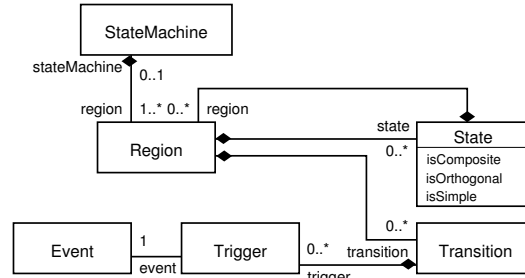 StateMachine
stateMachine
0..1
region 1..* 0..* region
Region
state
0..*
State
isComposite
isOrthogonal
isSimple
0..*
Event
1
event
Trigger
0..*
trigger
transition
Transition